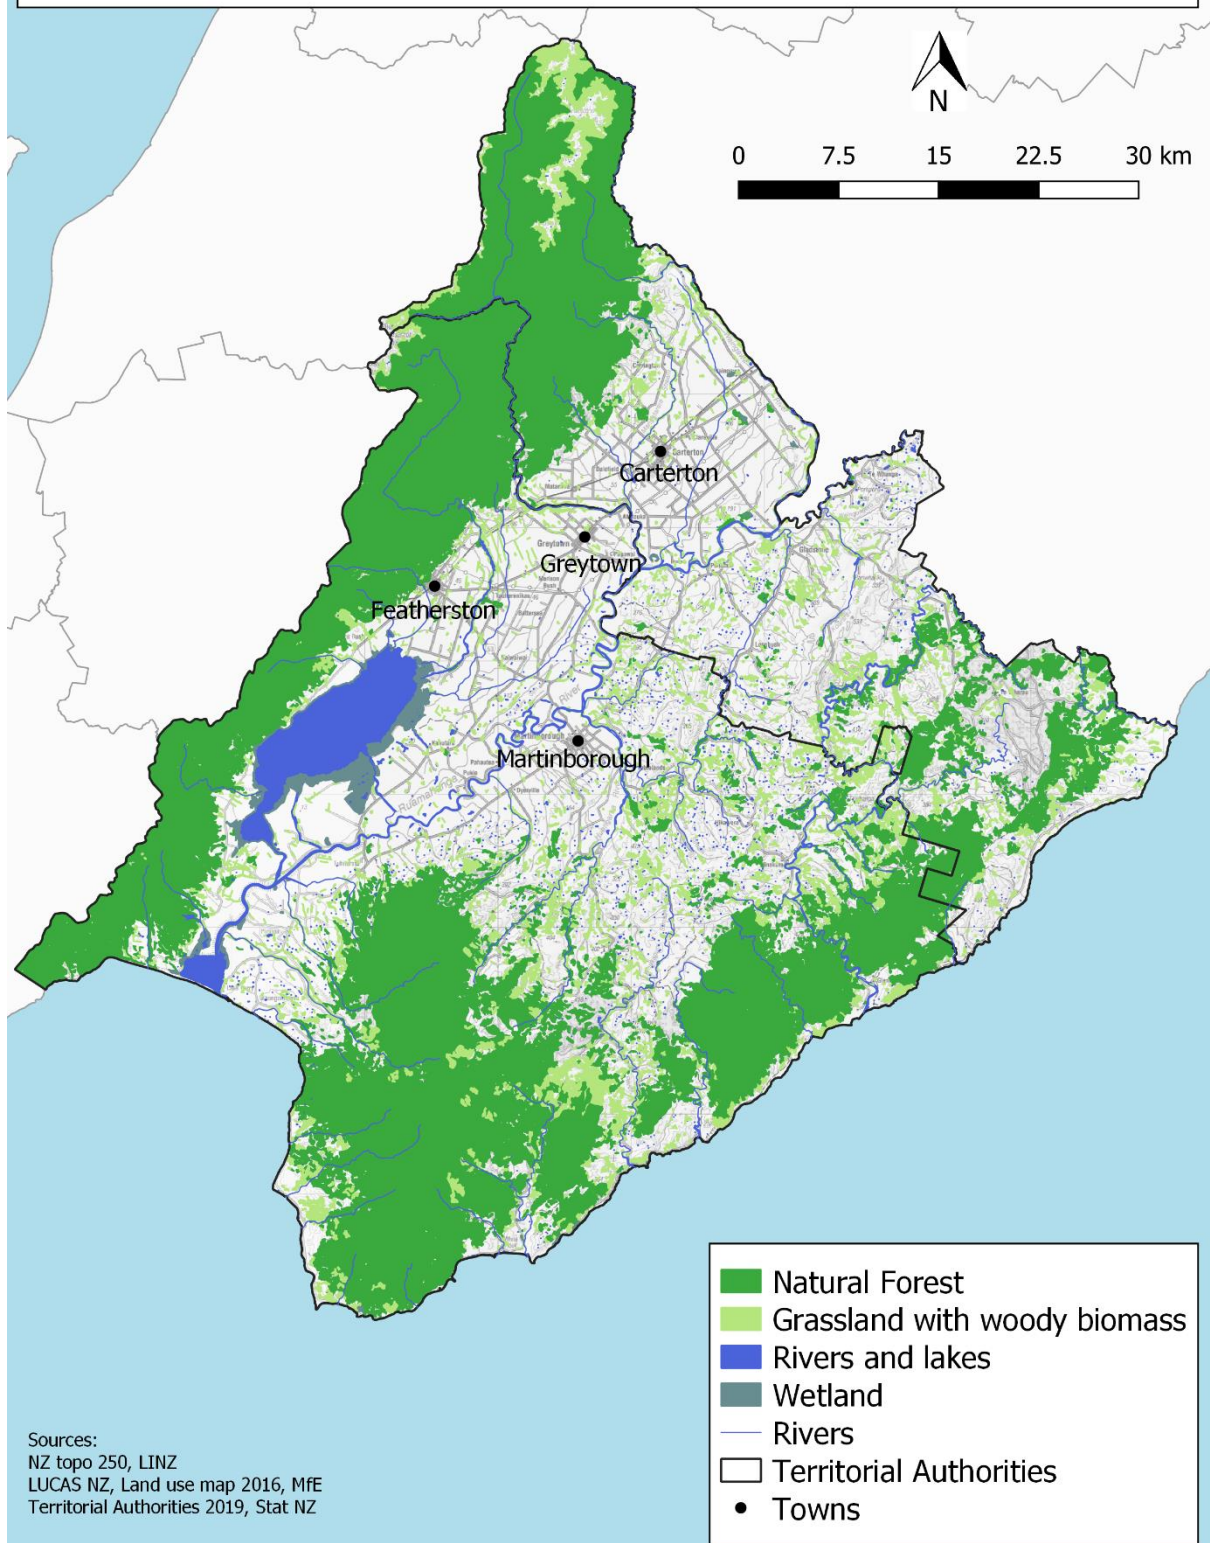 N
0 7.5 15 22.5 30 km
Carterton
Greytown
Featherston
Martinborough
Natural Forest
Grassland with woody biomass
Rivers and lakes
Wetland
Rivers
Territorial Authorities
Towns
Sources:
NZ topo 250, LINZ
LUCAS NZ, Land use map 2016, MfE
Territorial Authorities 2019, Stat NZ